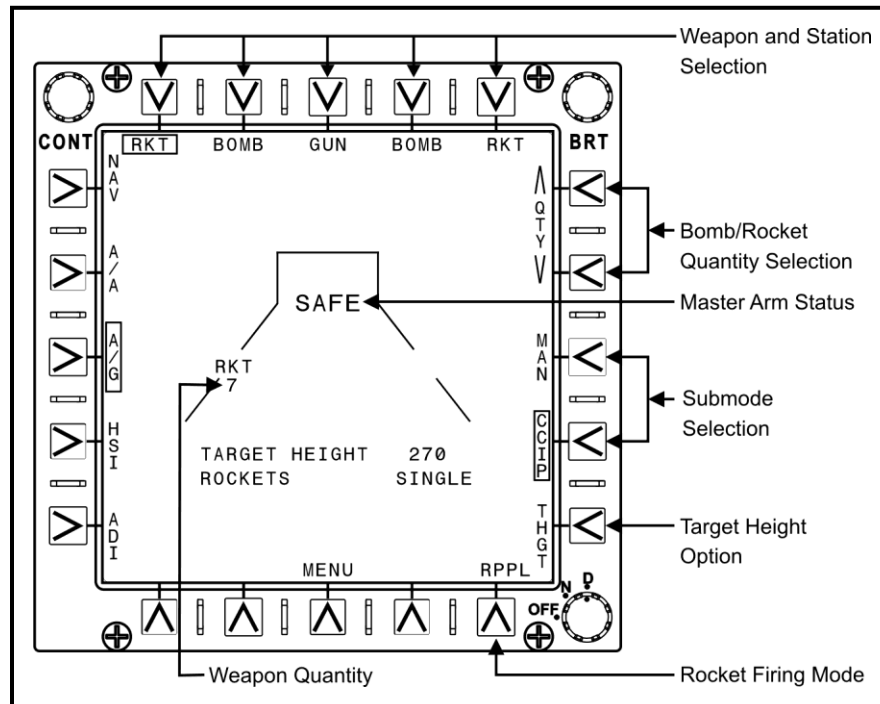 Weapon and Station
Selection
CONT
BRT
RKT BOMB GUN BOMB RKT
NAV
A/A
A/G
HSI
ADI
QTY
MAN
CCIP
THGT
Bomb/Rocket
Quantity Selection
SAFE
Master Arm Status
RKT
7
Submode
Selection
TARGET HEIGHT 270
ROCKETS SINGLE
Target Height
Option
MENU RPPL
OFF N D
Weapon Quantity
Rocket Firing Mode